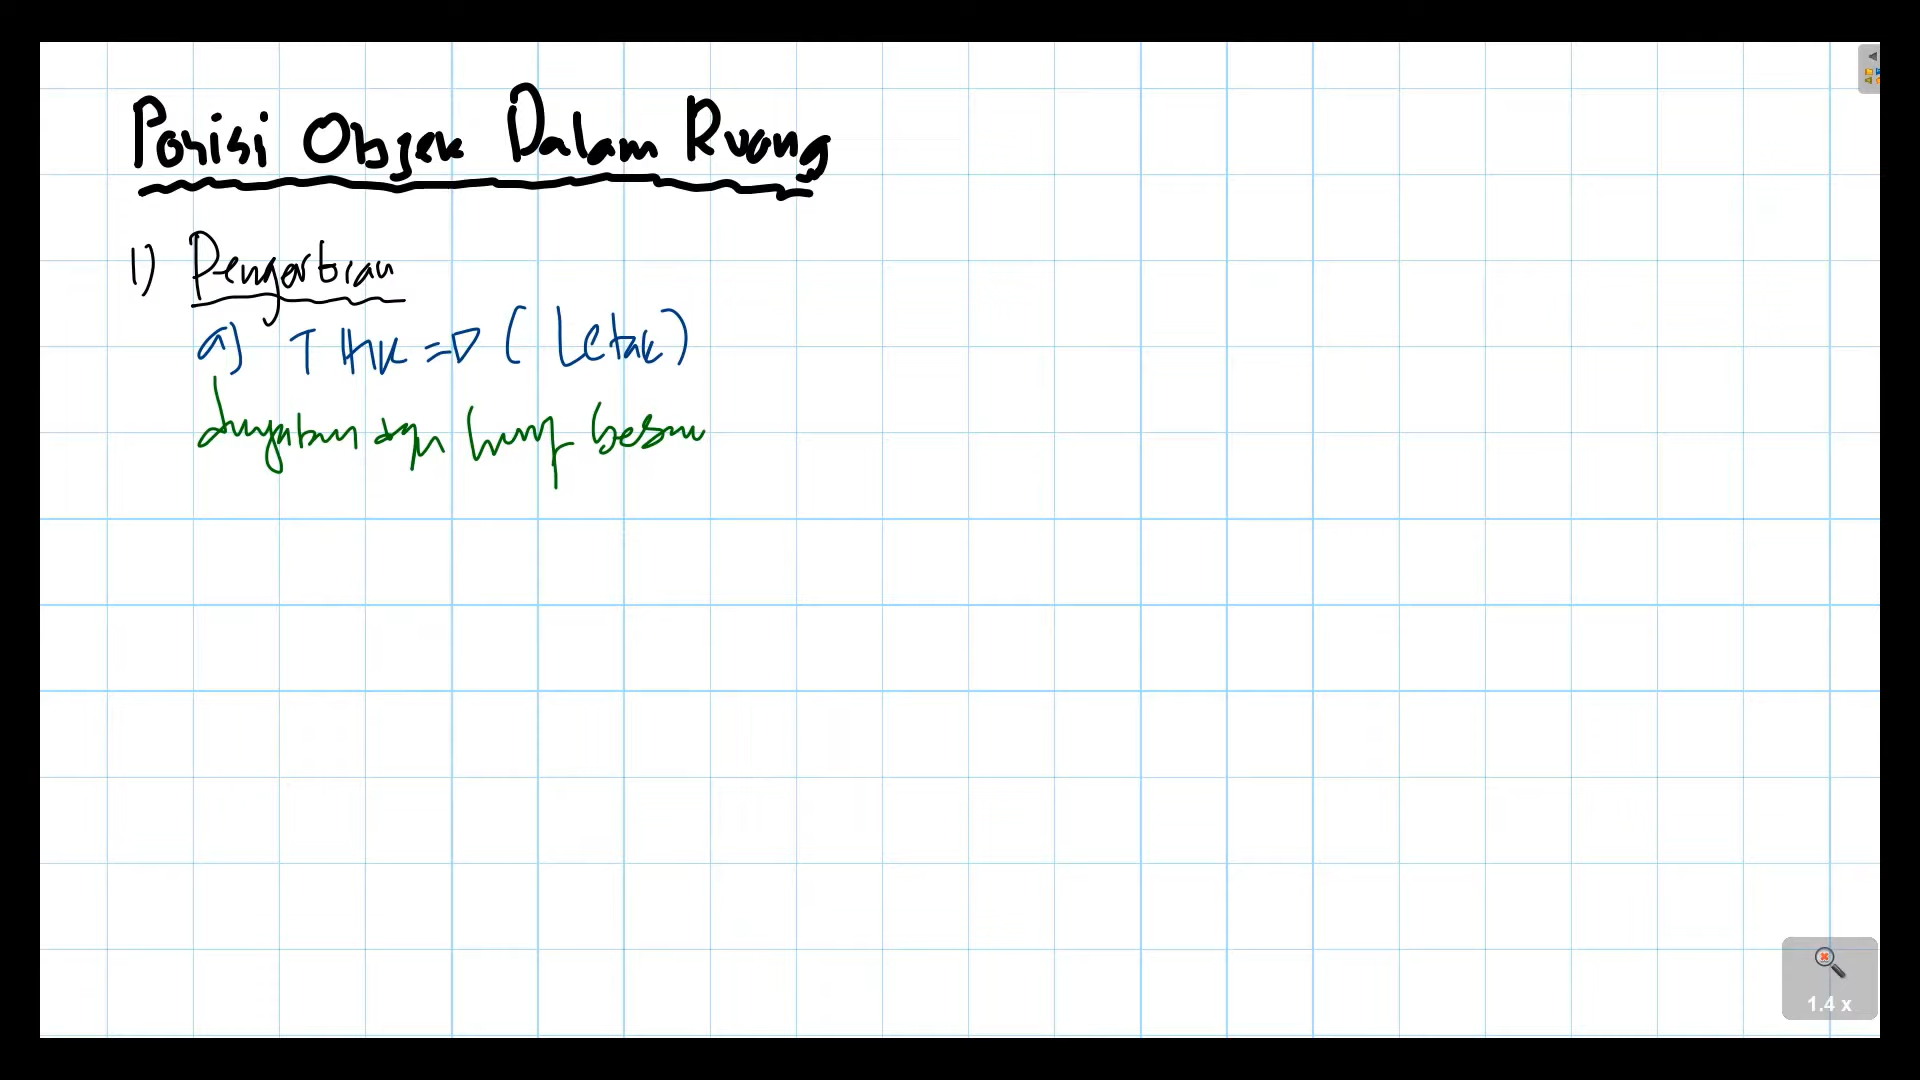 Posisi Objek Dalam Ruang
1) Pengertian
a) Titik => (Letak)
dinyatakan dgn huruf besar
1.4 x